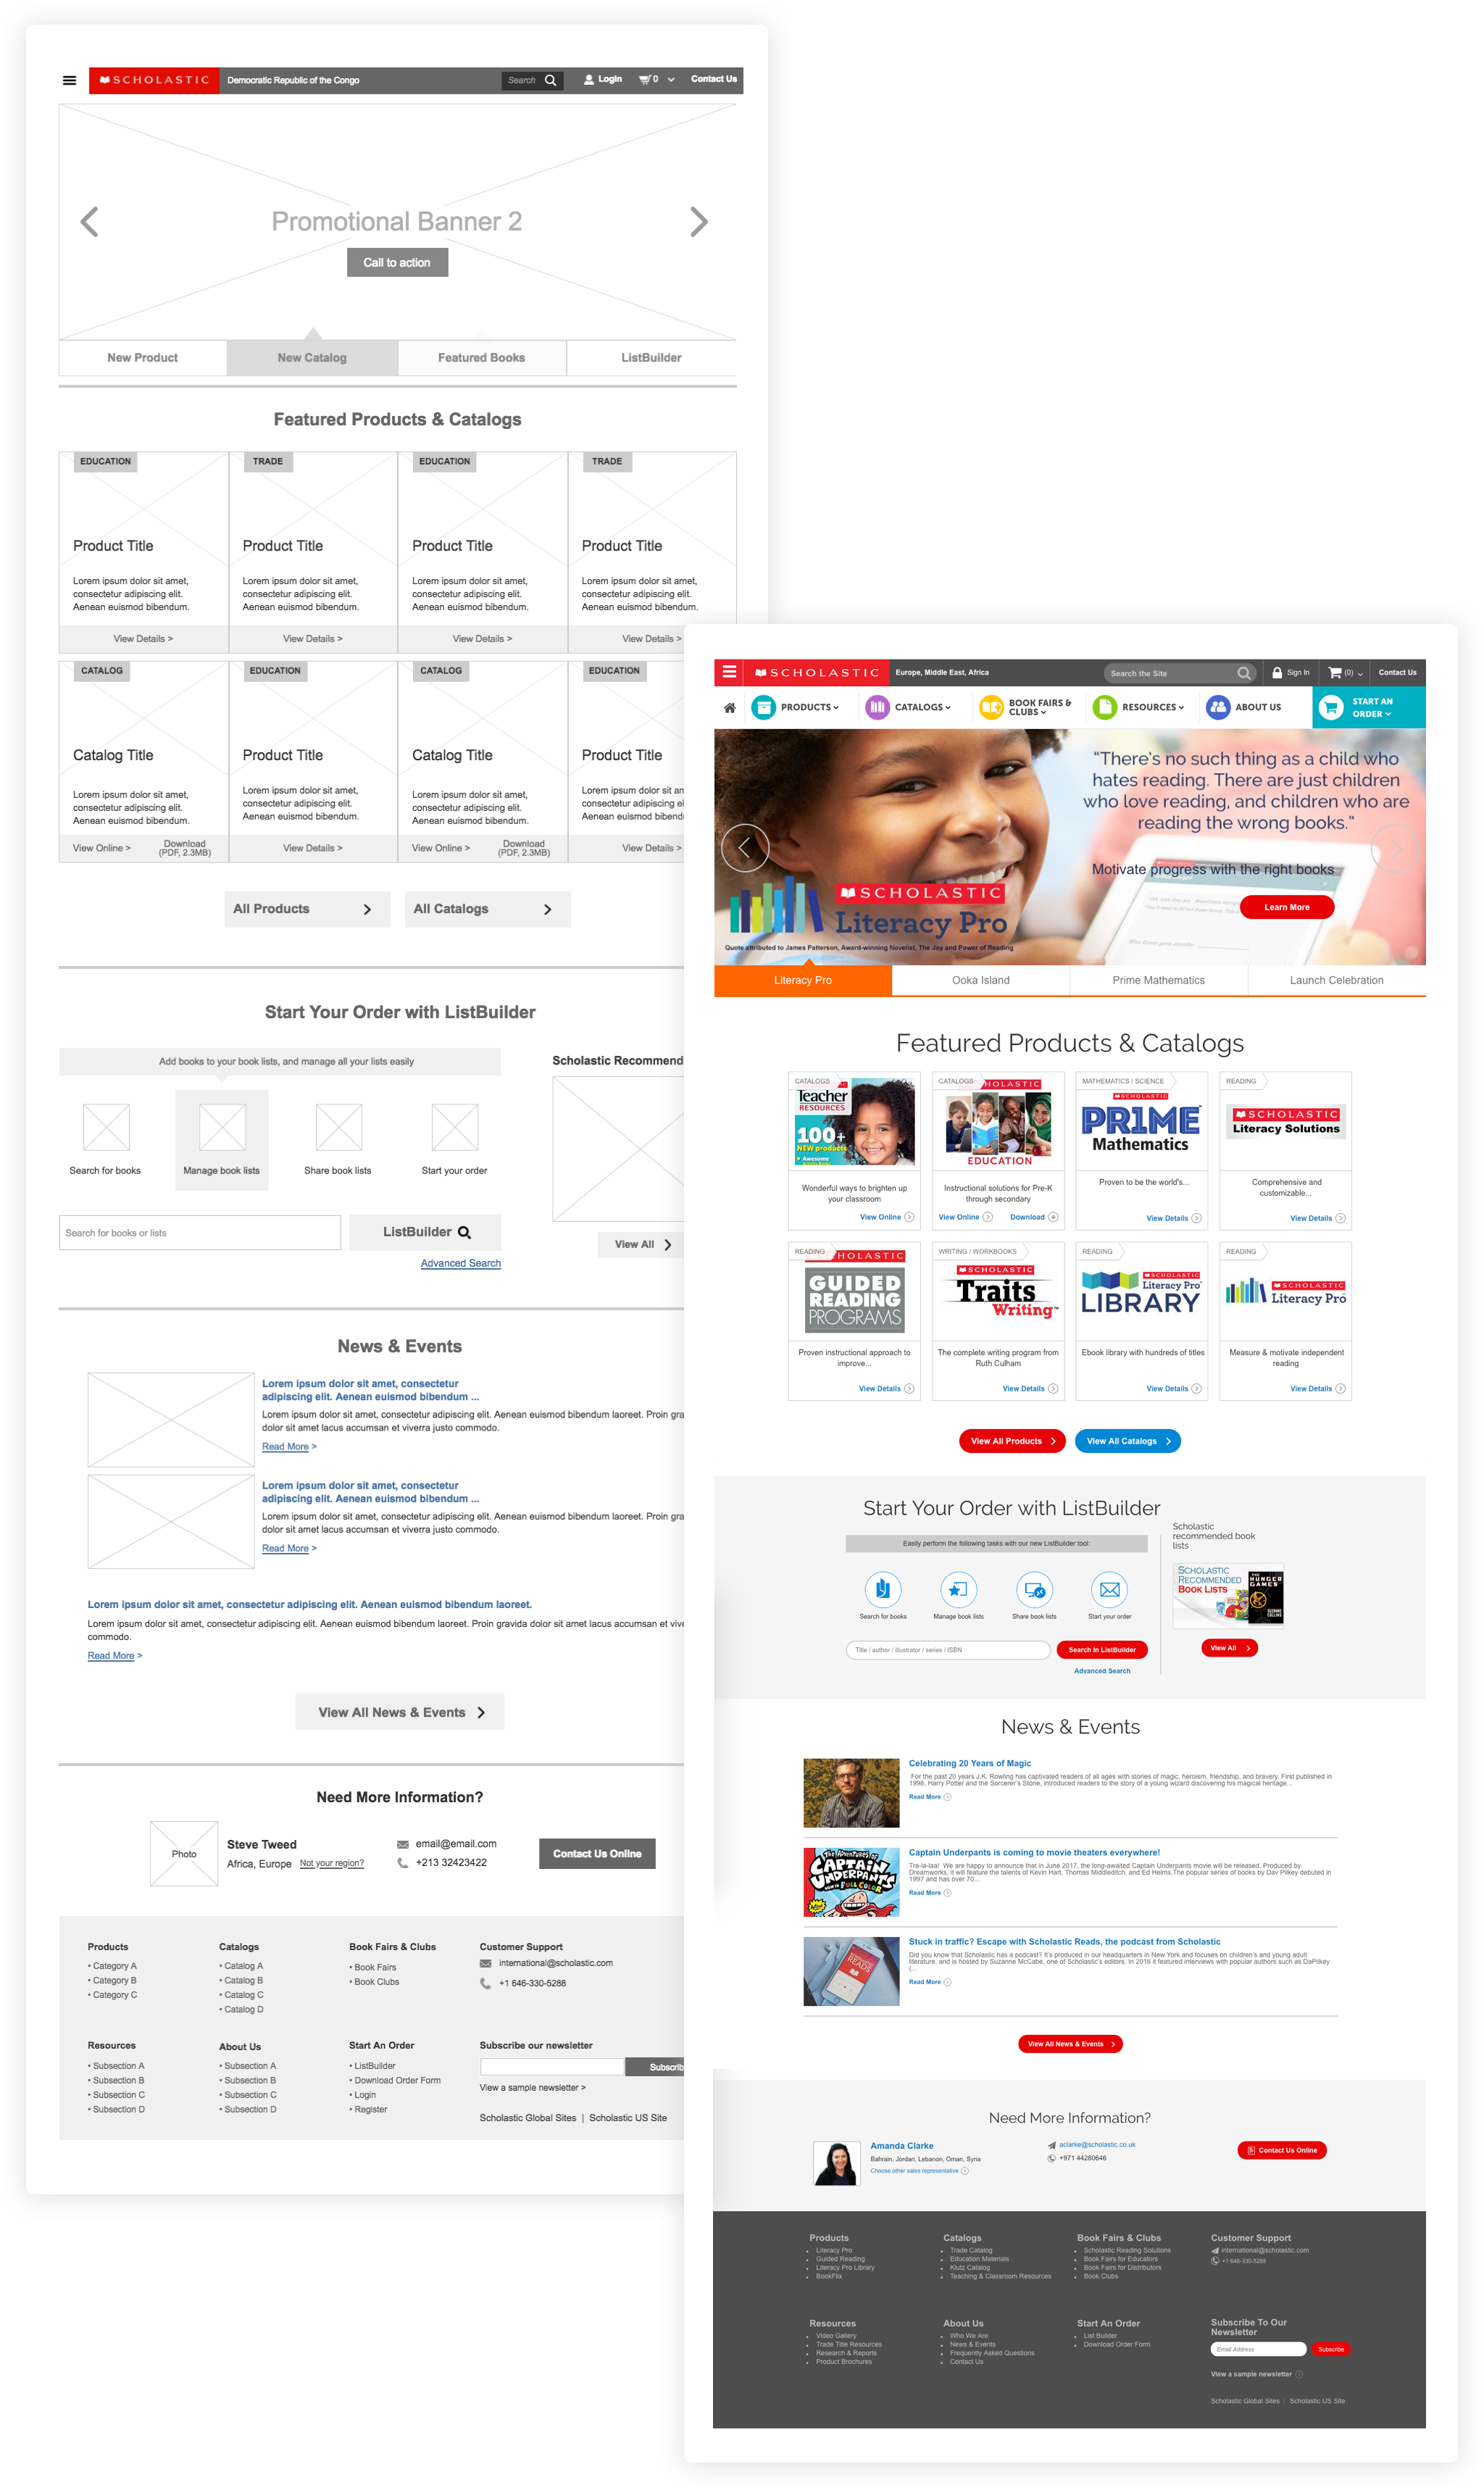 SCHOLASTIC
Democratic Republic of the Congo
Search
Login
0
Contact Us
Promotional Banner 2
Call to action
New Product
New Catalog
Featured Books
ListBuilder
Featured Products & Catalogs
EDUCATION
TRADE
EDUCATION
TRADE
Product Title
Product Title
Product Title
Product Title
Lorem ipsum dolor sit amet,
consectetur adipiscing elit.
Aenean euismod bibendum.
Lorem ipsum dolor sit amet,
consectetur adipiscing elit.
Aenean euismod bibendum.
Lorem ipsum dolor sit amet,
consectetur adipiscing elit.
Aenean euismod bibendum.
Lorem ipsum dolor sit amet,
consectetur adipiscing elit.
Aenean euismod bibendum.
View Details >
View Details >
View Details >
View Details >
CATALOG
EDUCATION
CATALOG
EDUCATION
Catalog Title
Product Title
Catalog Title
Product Title
Lorem ipsum dolor sit amet,
consectetur adipiscing elit.
Aenean euismod bibendum.
Lorem ipsum dolor sit amet,
consectetur adipiscing elit.
Aenean euismod bibendum.
Lorem ipsum dolor sit amet,
consectetur adipiscing elit.
Aenean euismod bibendum.
Lorem ipsum dolor sit
consectetur adipiscing
Aenean euismod
View Online >
Download
(PDF, 2.3MB)
View Details >
View Online >
Download
(PDF, 2.3MB)
View Details >
All Products
All Catalogs
Start Your Order with ListBuilder
Add books to your book lists, and manage all your lists easily
Search for books
Manage book lists
Share book lists
Start your order
Search for books or lists
ListBuilder
Advanced Search
Scholastic Recommend
View All
News & Events
Lorem ipsum dolor sit amet, consectetur
adipiscing elit. Aenean euismod bibendum ...
Lorem ipsum dolor sit amet, consectetur adipiscing elit. Aenean euismod bibendum laoreet. Proin gra
dolor sit amet lacus accumsan et viverra justo commodo.
Read More >
Lorem ipsum dolor sit amet, consectetur
adipiscing elit. Aenean euismod bibendum ...
Lorem ipsum dolor sit amet, consectetur adipiscing elit. Aenean euismod bibendum laoreet. Proin gra
dolor sit amet lacus accumsan et viverra justo commodo.
Read More >
Lorem ipsum dolor sit amet, consectetur adipiscing elit. Aenean euismod bibendum laoreet.
Lorem ipsum dolor sit amet, consectetur adipiscing elit. Aenean euismod bibendum laoreet. Proin gravida dolor sit amet lacus accumsan et vive
commodo.
Read More >
View All News & Events
Need More Information?
Photo
Steve Tweed
Africa, Europe Not your region?
email@email.com
+213 32423422
Contact Us Online
Products
• Category A
• Category B
• Category C
Catalogs
• Catalog A
• Catalog B
• Catalog C
• Catalog D
Book Fairs & Clubs
• Book Fairs
• Book Clubs
Customer Support
international@scholastic.com
+1 646-330-5288
Resources
• Subsection A
• Subsection B
• Subsection C
• Subsection D
About Us
• Subsection A
• Subsection B
• Subsection C
• Subsection D
Start An Order
• ListBuilder
• Download Order Form
• Login
• Register
Subscribe our newsletter
Subscrib
View a sample newsletter >
Scholastic Global Sites | Scholastic US Site
SCHOLASTIC
Europe, Middle East, Africa
Search the Site
Sign In
(0)
Contact Us
PRODUCTS
CATALOGS
BOOK FAIRS &
CLUBS
RESOURCES
ABOUT US
START AN
ORDER
"There's no such thing as a child who
hates reading. There are just children
who love reading, and children who are
reading the wrong books."
Motivate progress with the right books
Learn More
SCHOLASTIC
Literacy Pro
Quote attributed to James Patterson, Award-winning Novelist, The Joy and Power of Reading
Literacy Pro
Ooka Island
Prime Mathematics
Launch Celebration
Featured Products & Catalogs
CATALOGS
Teacher
RESOURCES
100+
NEW products
Wonderful ways to brighten up
your classroom
View Online
CATALOGS
HOLASTIC
EDUCATION
Instructional solutions for Pre-K
through secondary
View Online
Download
MATHEMATICS / SCIENCE
SCHOLASTIC
PR1ME™
Mathematics
Proven to be the world's...
View Details
READING
SCHOLASTIC
Literacy Solutions
Comprehensive and
customizable...
View Details
READING
HOLASTIC
GUIDED
READING
PROGRAMS
Proven instructional approach to
improve...
View Details
WRITING / WORKBOOKS
SCHOLASTIC
Traits
Writing™
The complete writing program from
Ruth Culham
View Details
READING
SCHOLASTIC
Literacy Pro
LIBRARY
Ebook library with hundreds of titles
View Details
READING
SCHOLASTIC
Literacy Pro
Measure & motivate independent
reading
View Details
View All Products
View All Catalogs
Start Your Order with ListBuilder
Easily perform the following tasks with our new ListBuilder tool:
Search for books
Manage book lists
Share book lists
Start your order
Title / author / illustrator / series / ISBN
Search In ListBuilder
Advanced Search
Scholastic
recommended book
lists
SCHOLASTIC
RECOMMENDED
BOOK LISTS
THE
HUNGER
GAMES
SUZANNE
COLLINS
View All
News & Events
Celebrating 20 Years of Magic
For the past 20 years J.K. Rowling has captivated readers of all ages with stories of magic, heroism, friendship, and bravery. First published in
1998, Harry Potter and the Sorcerer's Stone, introduced readers to the story of a young wizard discovering his magical heritage...
Read More
THE ADVENTURES OF
CAPTAIN
UNDERPANTS
NOW IN FULL COLOR
Captain Underpants is coming to movie theaters everywhere!
Tra-la-laa! We are happy to announce that in June 2017, the long-awaited Captain Underpants movie will be released. Produced by
Dreamworks, it will feature the talents of Kevin Hart, Thomas Middleditch, and Ed Helms.The popular series of books by Dav Pilkey debuted in
1997 and has over 70...
Read More
SCHOLASTIC
READS
Stuck in traffic? Escape with Scholastic Reads, the podcast from Scholastic
Did you know that Scholastic has a podcast? It's produced in our headquarters in New York and focuses on children's and young adult
literature, and is hosted by Suzanne McCabe, one of Scholastic's editors. In 2016 it featured interviews with popular authors such as DaPilkey
(...
Read More
View All News & Events
Need More Information?
Amanda Clarke
Bahrain, Jordan, Lebanon, Oman, Syria
Choose other sales representative
aclarke@scholastic.co.uk
+971 44280646
Contact Us Online
Products
Literacy Pro
Guided Reading
Literacy Pro Library
BookFlix
Catalogs
Trade Catalog
Education Materials
Klutz Catalog
Teaching & Classroom Resources
Book Fairs & Clubs
Scholastic Reading Solutions
Book Fairs for Educators
Book Fairs for Distributors
Book Clubs
Customer Support
international@scholastic.com
+1 646-330-5288
Resources
Video Gallery
Trade Title Resources
Research & Reports
Product Brochures
About Us
Who We Are
News & Events
Frequently Asked Questions
Contact Us
Start An Order
List Builder
Download Order Form
Subscribe To Our
Newsletter
Email Address
Subscribe
View a sample newsletter
Scholastic Global Sites | Scholastic US Site